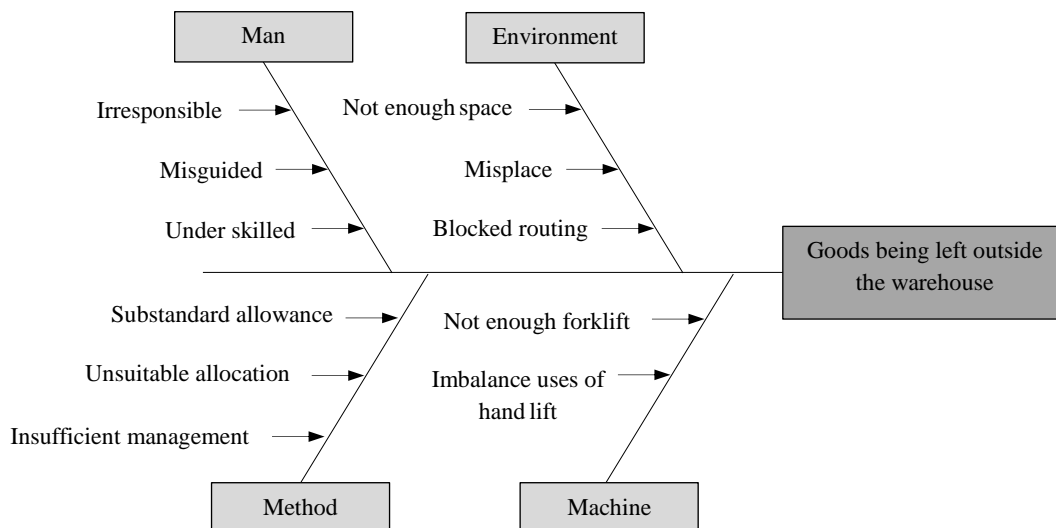 Man
Environment
Irresponsible
Not enough space
Misguided
Misplace
Under skilled
Blocked routing
Goods being left outside
the warehouse
Substandard allowance
Not enough forklift
Unsuitable allocation
Imbalance uses of
hand lift
Insufficient management
Method
Machine